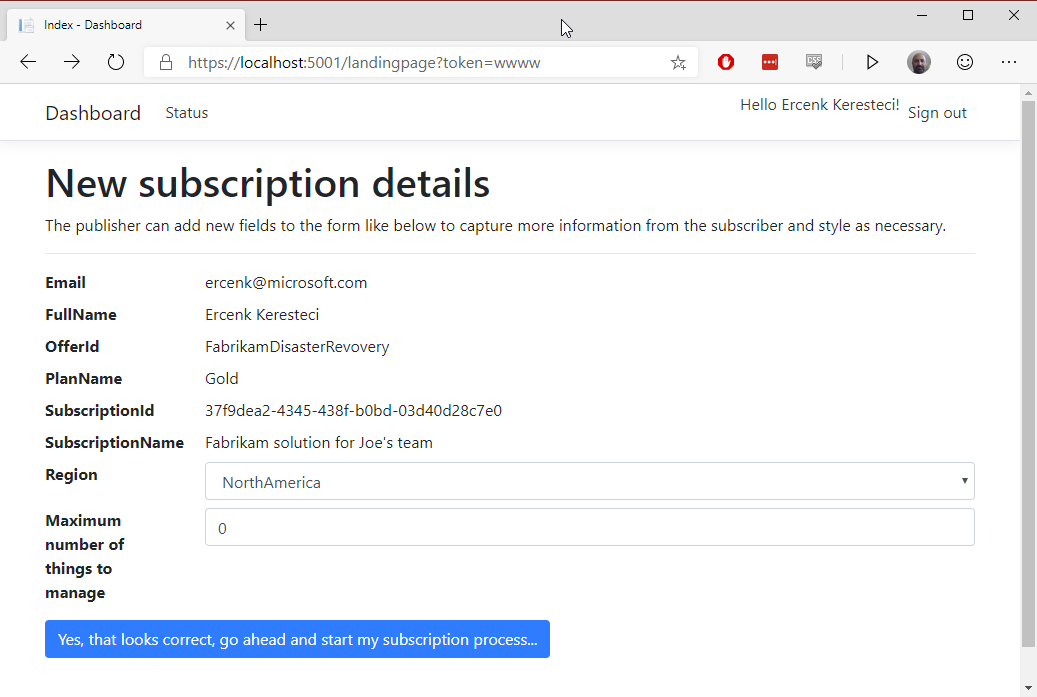 Index - Dashboard
https://localhost:5001/landingpage?token=wwww
CSS
Dashboard Status Hello Ercenk Keresteci! Sign out
New subscription details
The publisher can add new fields to the form like below to capture more information from the subscriber and style as necessary.
Email ercenk@microsoft.com
FullName Ercenk Keresteci
OfferId FabrikamDisasterRevovery
PlanName Gold
SubscriptionId 37f9dea2-4345-438f-b0bd-03d40d28c7e0
SubscriptionName Fabrikam solution for Joe's team
Region NorthAmerica
Maximum 0
number of
things to
manage
Yes, that looks correct, go ahead and start my subscription process...